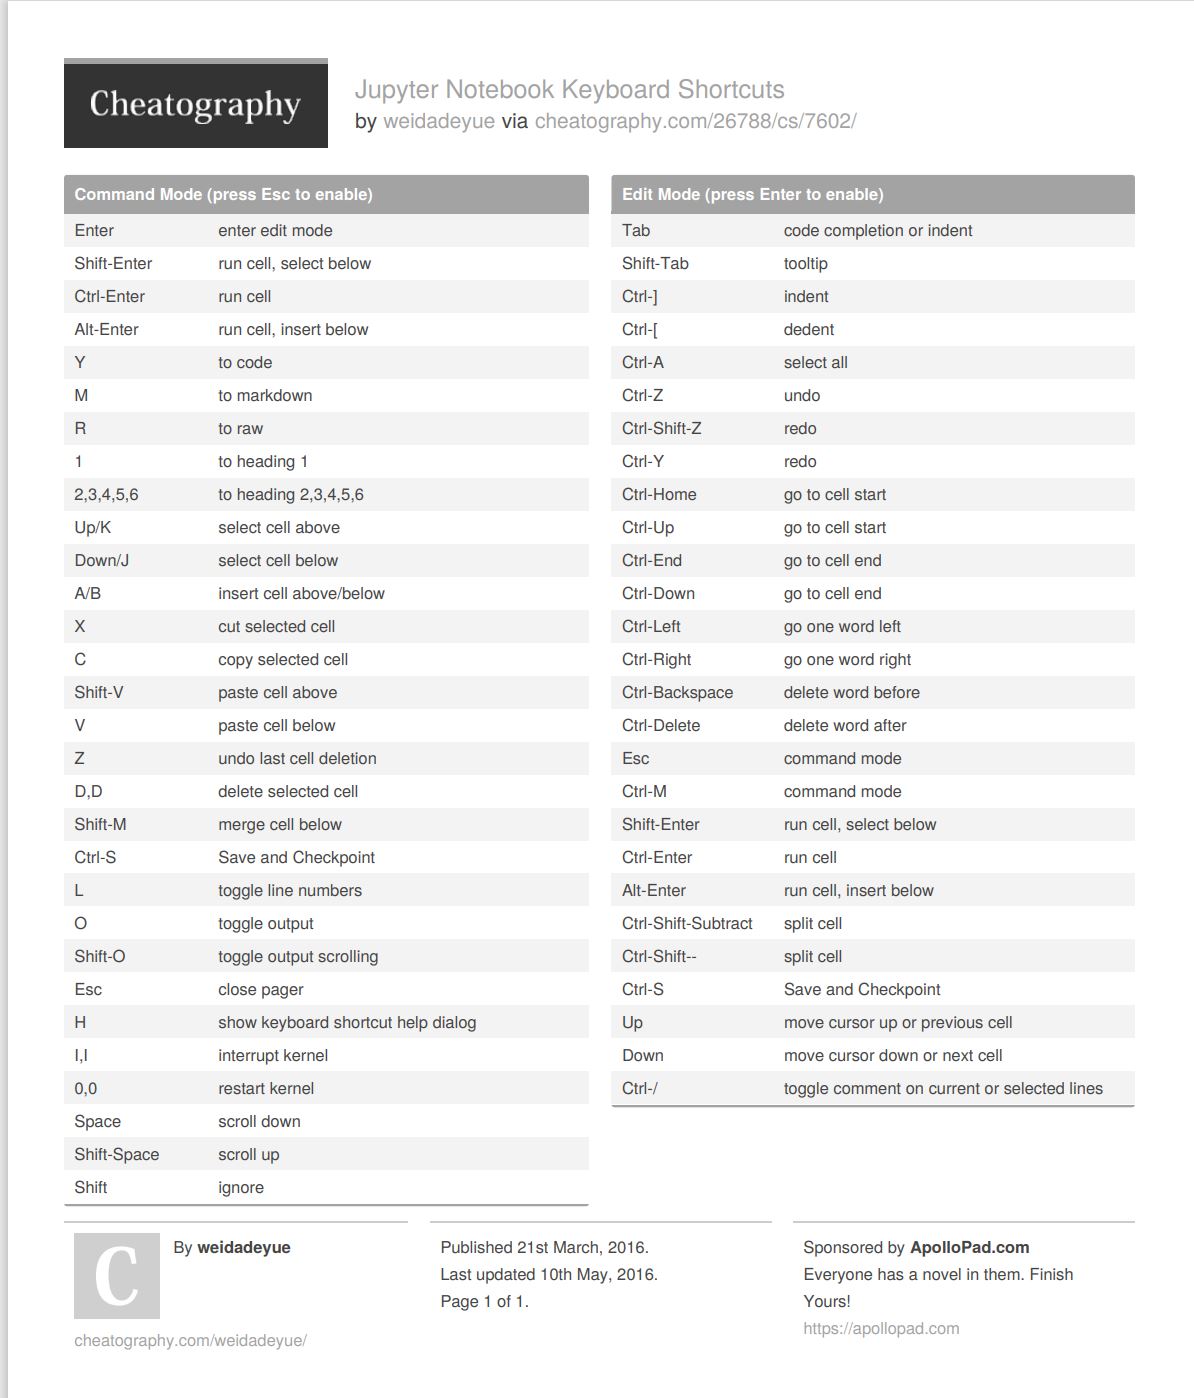 Cheatography
Jupyter Notebook Keyboard Shortcuts
by weidadeyue via cheatography.com/26788/cs/7602/
Command Mode (press Esc to enable)
Enter enter edit mode
Shift-Enter run cell, select below
Ctrl-Enter run cell
Alt-Enter run cell, insert below
Y to code
M to markdown
R to raw
1 to heading 1
2,3,4,5,6 to heading 2,3,4,5,6
Up/K select cell above
Down/J select cell below
A/B insert cell above/below
X cut selected cell
C copy selected cell
Shift-V paste cell above
V paste cell below
Z undo last cell deletion
D,D delete selected cell
Shift-M merge cell below
Ctrl-S Save and Checkpoint
L toggle line numbers
O toggle output
Shift-O toggle output scrolling
Esc close pager
H show keyboard shortcut help dialog
I,I interrupt kernel
0,0 restart kernel
Space scroll down
Shift-Space scroll up
Shift ignore
Edit Mode (press Enter to enable)
Tab code completion or indent
Shift-Tab tooltip
Ctrl-] indent
Ctrl-[ dedent
Ctrl-A select all
Ctrl-Z undo
Ctrl-Shift-Z redo
Ctrl-Y redo
Ctrl-Home go to cell start
Ctrl-Up go to cell start
Ctrl-End go to cell end
Ctrl-Down go to cell end
Ctrl-Left go one word left
Ctrl-Right go one word right
Ctrl-Backspace delete word before
Ctrl-Delete delete word after
Esc command mode
Ctrl-M command mode
Shift-Enter run cell, select below
Ctrl-Enter run cell
Alt-Enter run cell, insert below
Ctrl-Shift-Subtract split cell
Ctrl-Shift-- split cell
Ctrl-S Save and Checkpoint
Up move cursor up or previous cell
Down move cursor down or next cell
Ctrl-/ toggle comment on current or selected lines
C
By weidadeyue
cheatography.com/weidadeyue/
Published 21st March, 2016.
Last updated 10th May, 2016.
Page 1 of 1.
Sponsored by ApolloPad.com
Everyone has a novel in them. Finish
Yours!
https://apollopad.com